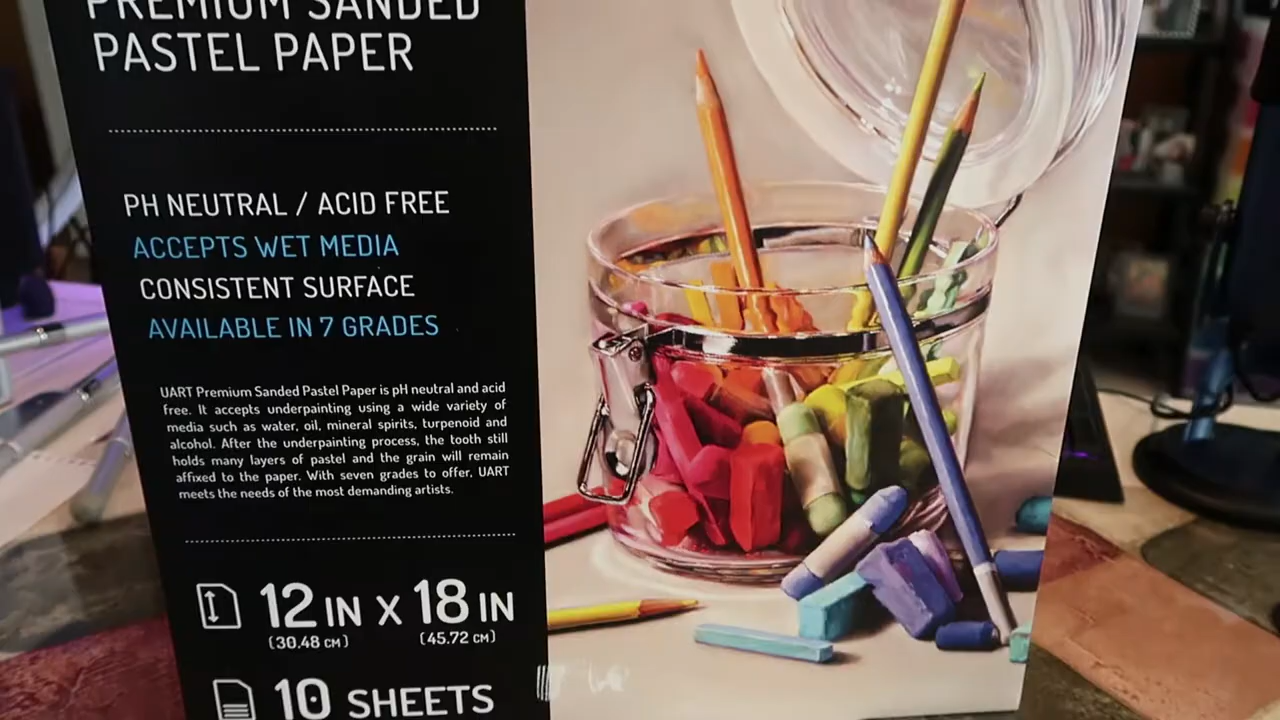 PREMIUM SANDED
PASTEL PAPER
PH NEUTRAL / ACID FREE
ACCEPTS WET MEDIA
CONSISTENT SURFACE
AVAILABLE IN 7 GRADES
UART Premium Sanded Pastel Paper is pH neutral and acid
free. It accepts underpainting using a wide variety of
media such as water, oil, mineral spirits, turpenoid and
alcohol. After the underpainting process, the tooth still
holds many layers of pastel and the grain will remain
affixed to the paper. With seven grades to offer, UART
meets the needs of the most demanding artists.
12 IN X 18 IN
(30.48 CM) (45.72 CM)
10 SHEETS